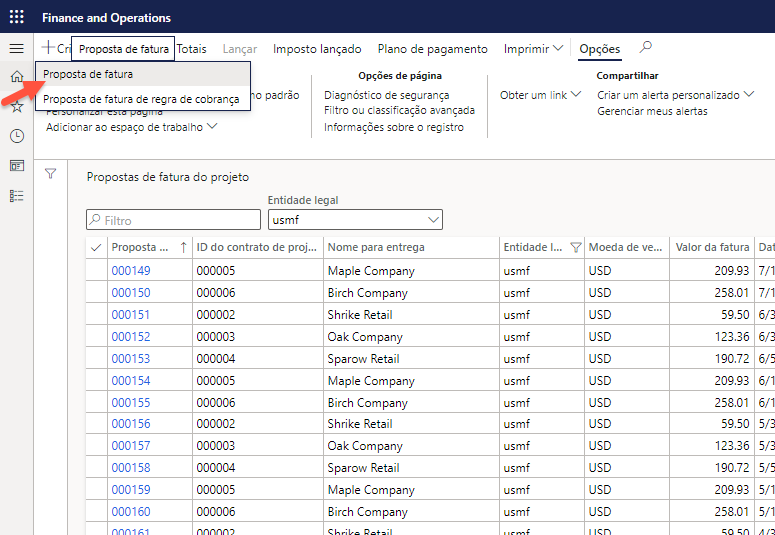 Finance and Operations
Cri Proposta de fatura Totais Lançar Imposto lançado Plano de pagamento Imprimir Opções
Proposta de fatura
Proposta de fatura de regra de cobrança
no padrão
Personalizar esta página
Adicionar ao espaço de trabalho
Opções de página
Diagnóstico de segurança
Filtro ou classificação avançada
Informações sobre o registro
Obter um link
Compartilhar
Criar um alerta personalizado
Gerenciar meus alertas
Propostas de fatura do projeto
Entidade legal
Filtro usmf
Proposta ... ID do contrato de proj... Nome para entrega Entidade l... Moeda de ve... Valor da fatura Dat
000149 000005 Maple Company usmf USD 209.93 7/1
000150 000006 Birch Company usmf USD 258.01 7/1
000151 000002 Shrike Retail usmf USD 59.50 6/3
000152 000003 Oak Company usmf USD 123.36 6/3
000153 000004 Sparow Retail usmf USD 190.72 6/5
000154 000005 Maple Company usmf USD 209.93 6/1
000155 000006 Birch Company usmf USD 258.01 6/1
000156 000002 Shrike Retail usmf USD 59.50 5/3
000157 000003 Oak Company usmf USD 123.36 5/3
000158 000004 Sparow Retail usmf USD 190.72 5/5
000159 000005 Maple Company usmf USD 209.93 5/1
000160 000006 Birch Company usmf USD 258.01 5/1
000161 000002 Shrike Retail usmf USD 59.50 4/3